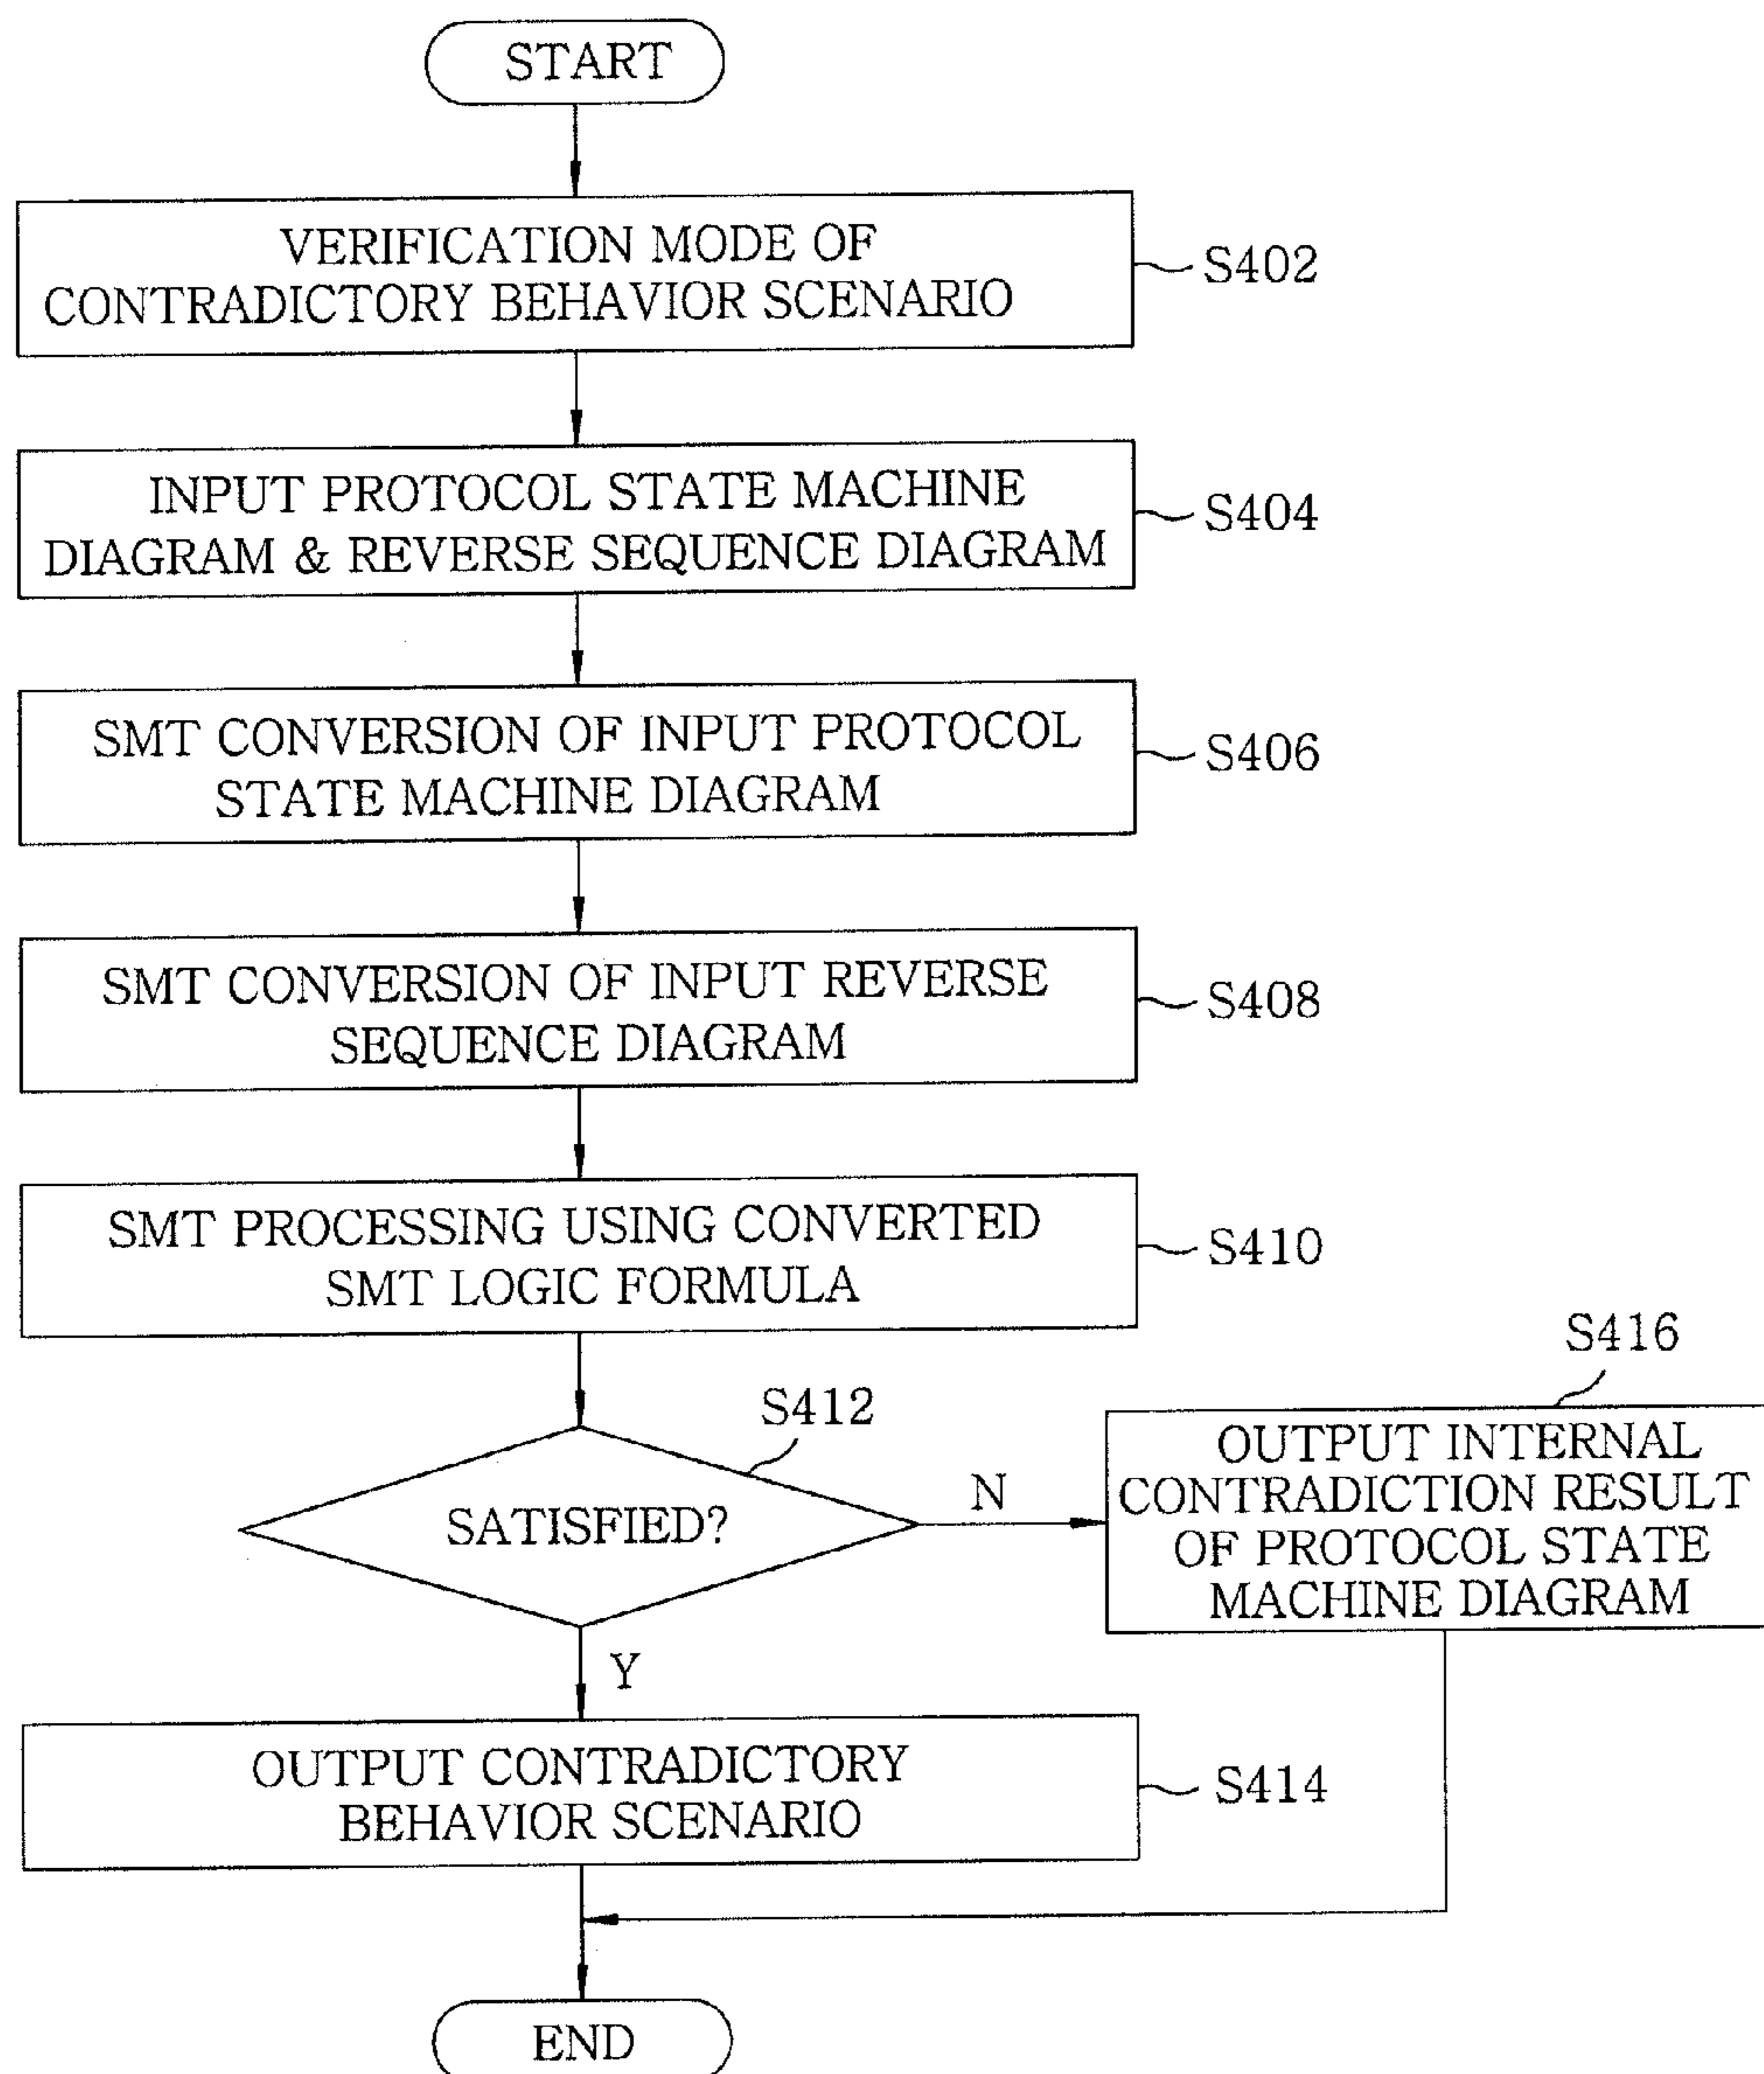 START
VERIFICATION MODE OF
CONTRADICTORY BEHAVIOR SCENARIO
S402
INPUT PROTOCOL STATE MACHINE
DIAGRAM & REVERSE SEQUENCE DIAGRAM
S404
SMT CONVERSION OF INPUT PROTOCOL
STATE MACHINE DIAGRAM
S406
SMT CONVERSION OF INPUT REVERSE
SEQUENCE DIAGRAM
S408
SMT PROCESSING USING CONVERTED
SMT LOGIC FORMULA
S410
S412
SATISFIED?
N
S416
OUTPUT INTERNAL
CONTRADICTION RESULT
OF PROTOCOL STATE
MACHINE DIAGRAM
Y
OUTPUT CONTRADICTORY
BEHAVIOR SCENARIO
S414
END